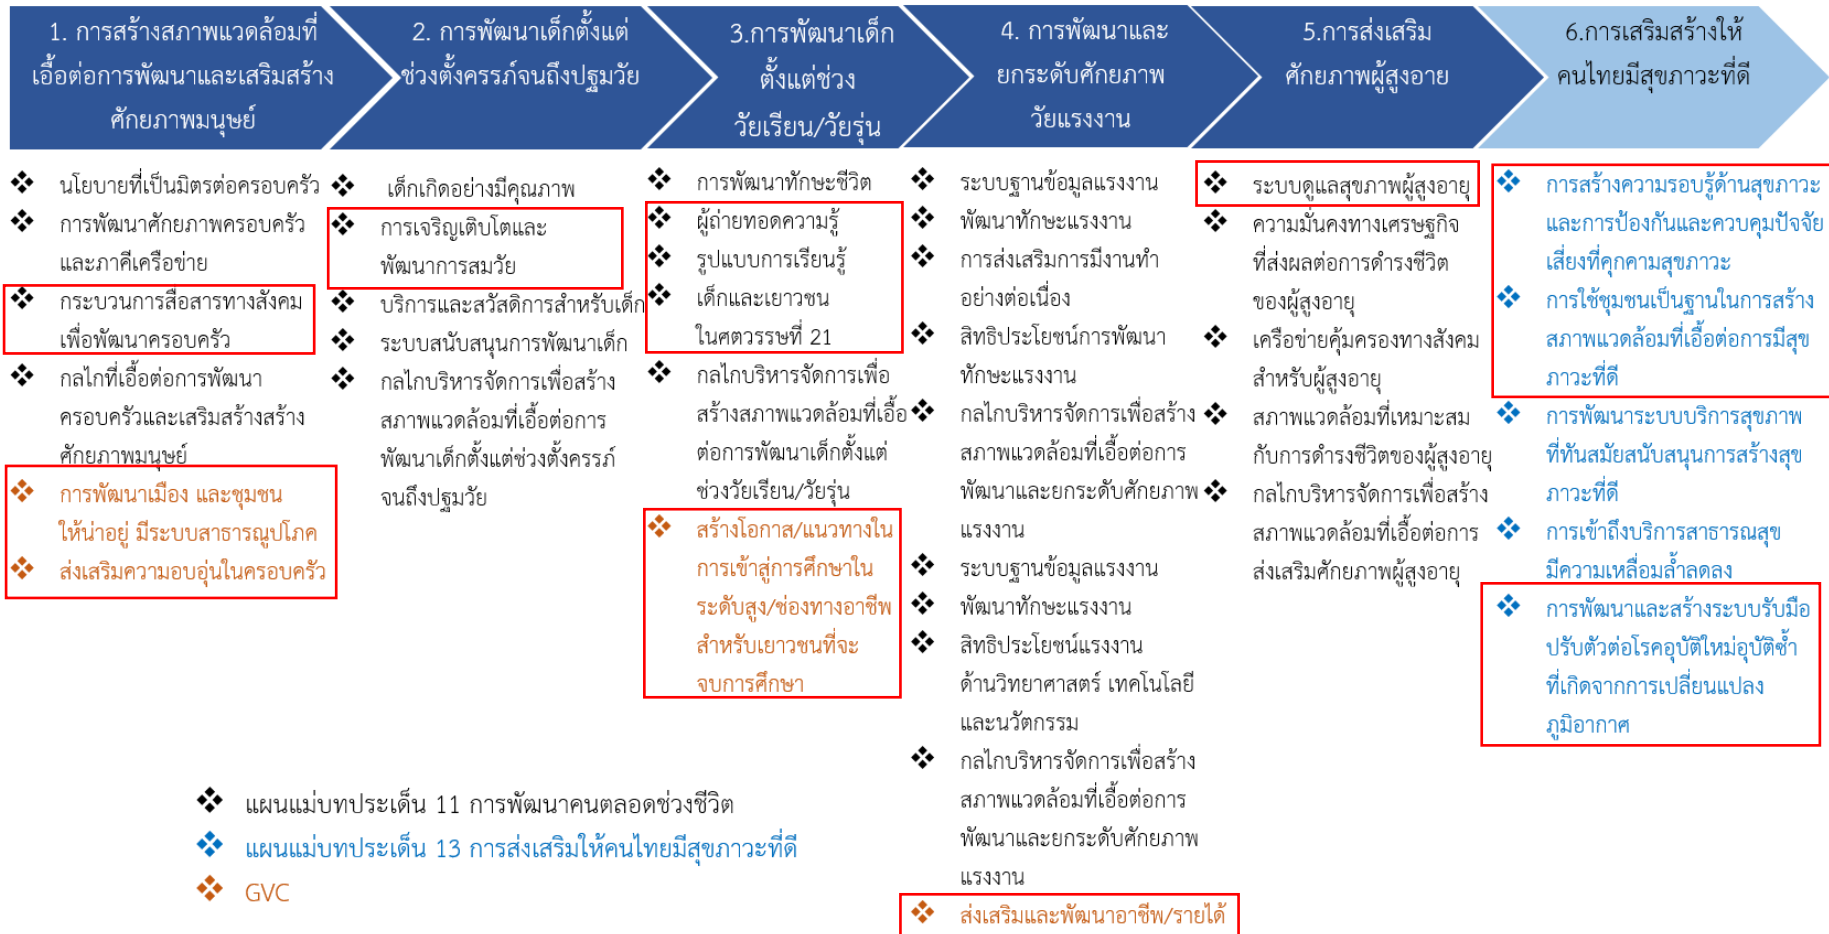 1. การสร้างสภาพแวดล้อมที่
เอื้อต่อการพัฒนาและเสริมสร้าง
ศักยภาพมนุษย์
2. การพัฒนาเด็กตั้งแต่
ช่วงตั้งครรภ์จนถึงปฐมวัย
3.การพัฒนาเด็ก
ตั้งแต่ช่วง
วัยเรียน/วัยรุ่น
4. การพัฒนาและ
ยกระดับศักยภาพ
วัยแรงงาน
5.การส่งเสริม
ศักยภาพผู้สูงอาย
6.การเสริมสร้างให้
คนไทยมีสุขภาวะที่ดี
นโยบายที่เป็นมิตรต่อครอบครัว
การพัฒนาศักยภาพครอบครัว
และภาคีเครือข่าย
กระบวนการสื่อสารทางสังคม
เพื่อพัฒนาครอบครัว
กลไกที่เอื้อต่อการพัฒนา
ครอบครัวและเสริมสร้างสร้าง
ศักยภาพมนุษย์
การพัฒนาเมือง และชุมชน
ให้น่าอยู่ มีระบบสาธารณูปโภค
ส่งเสริมความอบอุ่นในครอบครัว
เด็กเกิดอย่างมีคุณภาพ
การเจริญเติบโตและ
พัฒนาการสมวัย
บริการและสวัสดิการสำหรับเด็ก
ระบบสนับสนุนการพัฒนาเด็ก
กลไกบริหารจัดการเพื่อสร้าง
สภาพแวดล้อมที่เอื้อต่อการ
พัฒนาเด็กตั้งแต่ช่วงตั้งครรภ์
จนถึงปฐมวัย
การพัฒนาทักษะชีวิต
ผู้ถ่ายทอดความรู้
รูปแบบการเรียนรู้
เด็กและเยาวชน
ในศตวรรษที่ 21
กลไกบริหารจัดการเพื่อ
สร้างสภาพแวดล้อมที่เอื้อ
ต่อการพัฒนาเด็กตั้งแต่
ช่วงวัยเรียน/วัยรุ่น
สร้างโอกาส/แนวทางใน
การเข้าสู่การศึกษาใน
ระดับสูง/ช่องทางอาชีพ
สำหรับเยาวชนที่จะ
จบการศึกษา
ระบบฐานข้อมูลแรงงาน
พัฒนาทักษะแรงงาน
การส่งเสริมการมีงานทำ
อย่างต่อเนื่อง
สิทธิประโยชน์การพัฒนา
ทักษะแรงงาน
กลไกบริหารจัดการเพื่อสร้าง
สภาพแวดล้อมที่เอื้อต่อการ
พัฒนาและยกระดับศักยภาพ
แรงงาน
ระบบฐานข้อมูลแรงงาน
พัฒนาทักษะแรงงาน
สิทธิประโยชน์แรงงาน
ด้านวิทยาศาสตร์ เทคโนโลยี
และนวัตกรรม
กลไกบริหารจัดการเพื่อสร้าง
สภาพแวดล้อมที่เอื้อต่อการ
พัฒนาและยกระดับศักยภาพ
แรงงาน
ส่งเสริมและพัฒนาอาชีพ/รายได้
ระบบดูแลสุขภาพผู้สูงอายุ
ความมั่นคงทางเศรษฐกิจ
ที่ส่งผลต่อการดำรงชีวิต
ของผู้สูงอายุ
เครือข่ายคุ้มครองทางสังคม
สำหรับผู้สูงอายุ
สภาพแวดล้อมที่เหมาะสม
กับการดำรงชีวิตของผู้สูงอายุ
กลไกบริหารจัดการเพื่อสร้าง
สภาพแวดล้อมที่เอื้อต่อการ
ส่งเสริมศักยภาพผู้สูงอายุ
การสร้างความรอบรู้ด้านสุขภาวะ
และการป้องกันและควบคุมปัจจัย
เสี่ยงที่คุกคามสุขภาวะ
การใช้ชุมชนเป็นฐานในการสร้าง
สภาพแวดล้อมที่เอื้อต่อการมีสุข
ภาวะที่ดี
การพัฒนาระบบบริการสุขภาพ
ที่ทันสมัยสนับสนุนการสร้างสุข
ภาวะที่ดี
การเข้าถึงบริการสาธารณสุข
มีความเหลื่อมล้ำลดลง
การพัฒนาและสร้างระบบรับมือ
ปรับตัวต่อโรคอุบัติใหม่อุบัติซ้ำ
ที่เกิดจากการเปลี่ยนแปลง
ภูมิอากาศ
แผนแม่บทประเด็น 11 การพัฒนาคนตลอดช่วงชีวิต
แผนแม่บทประเด็น 13 การส่งเสริมให้คนไทยมีสุขภาวะที่ดี
GVC